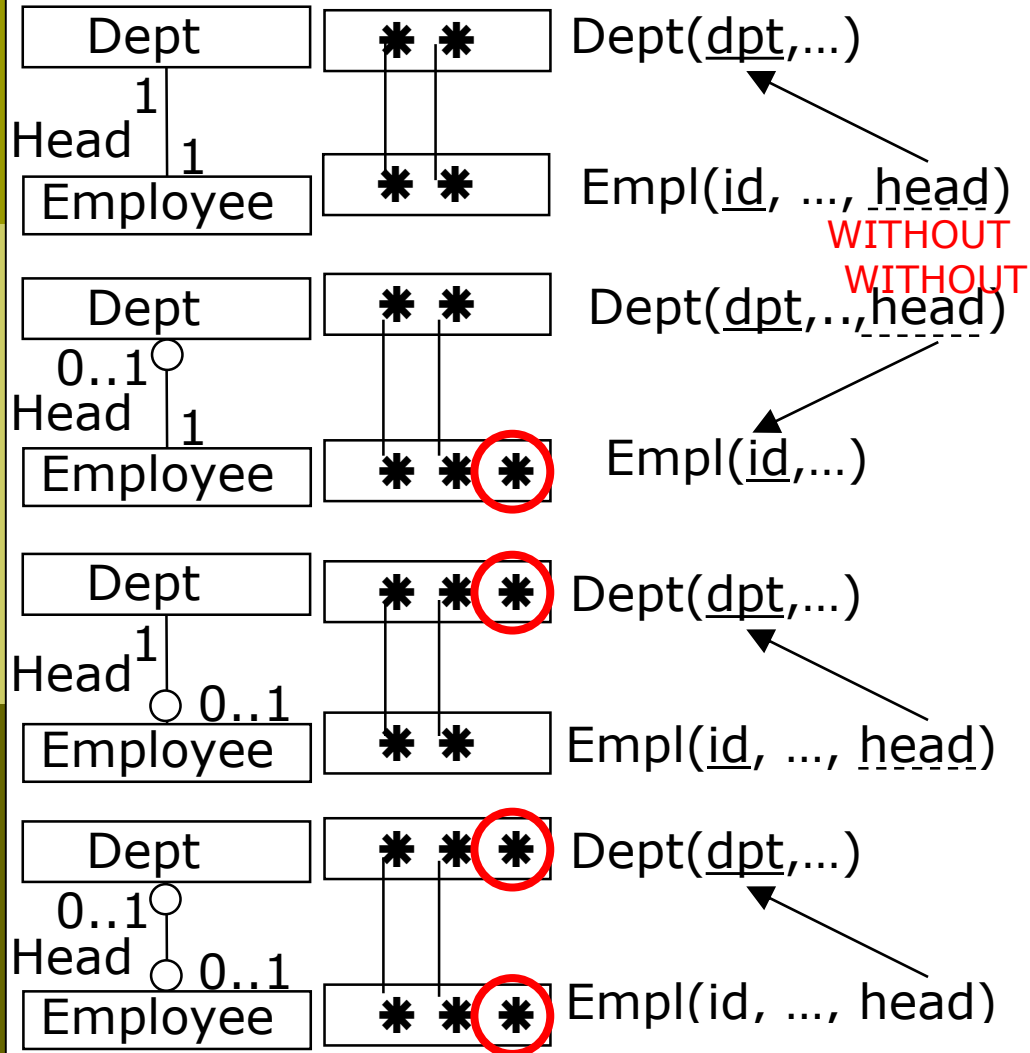 Dept Dept(dpt,...)
1
Head
1
Employee Empl(id, ..., head)
WITHOUT
WITHOUT
Dept Dept(dpt,..,head)
0..1
Head
1
Employee Empl(id,...)
Dept Dept(dpt,...)
1
Head
0..1
Employee Empl(id, ..., head)
Dept Dept(dpt,...)
0..1
Head
0..1
Employee Empl(id, ..., head)